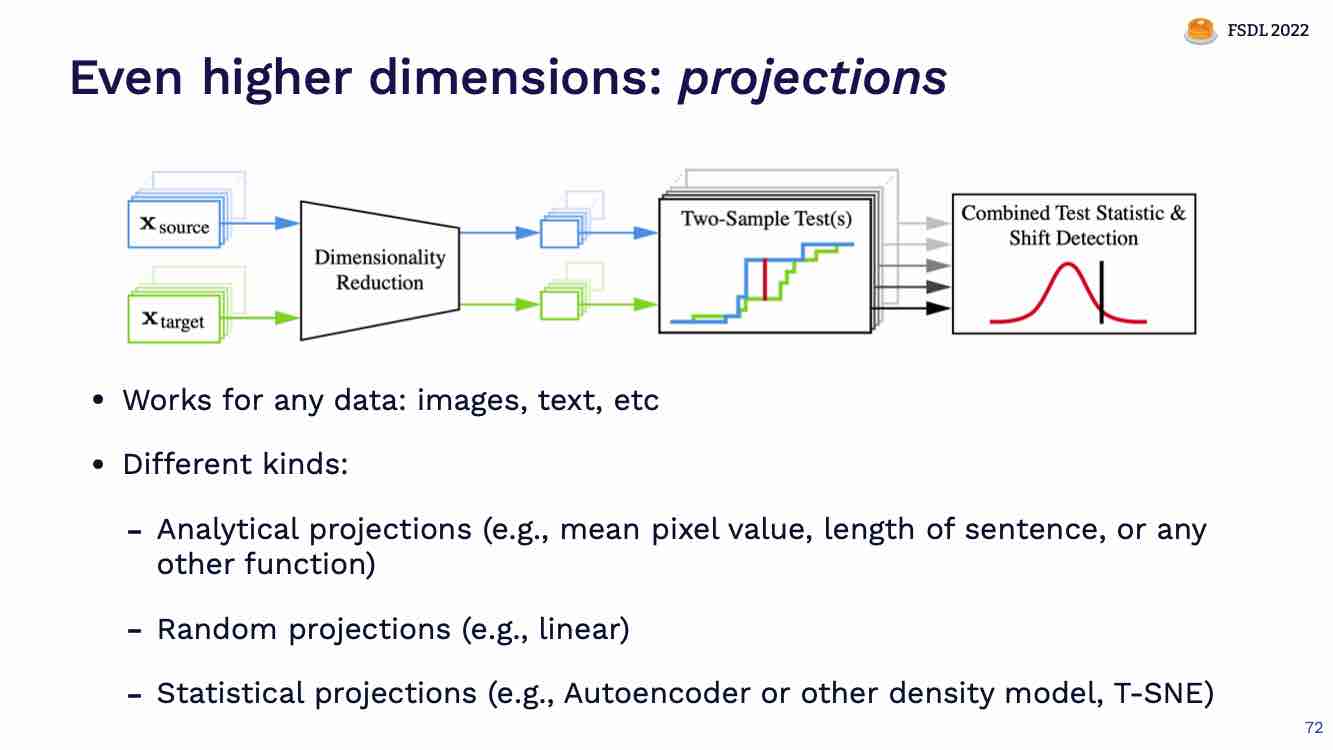 FSDL 2022
Even higher dimensions: projections
x source
x target
Dimensionality
Reduction
Two-Sample Test(s)
Combined Test Statistic &
Shift Detection
• Works for any data: images, text, etc
• Different kinds:
– Analytical projections (e.g., mean pixel value, length of sentence, or any
other function)
– Random projections (e.g., linear)
– Statistical projections (e.g., Autoencoder or other density model, T-SNE)
72